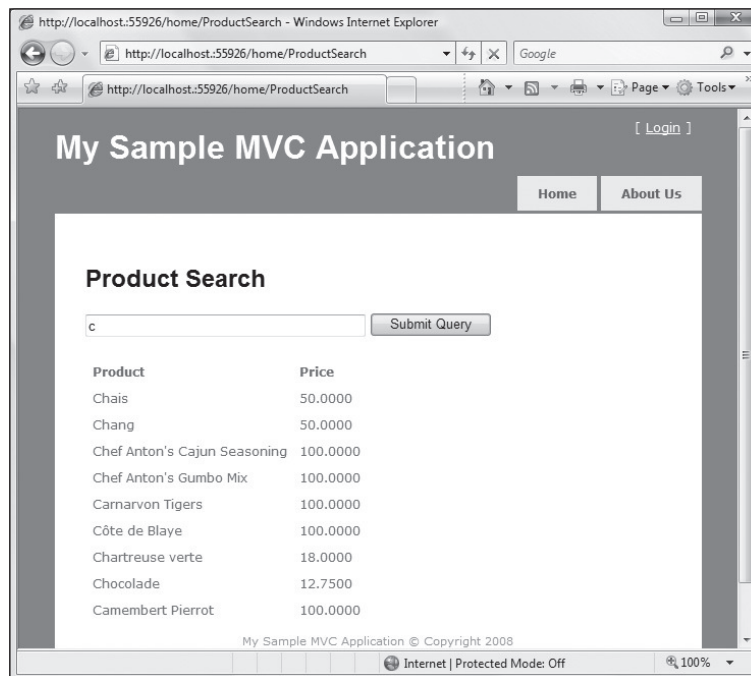 http://localhost.:55926/home/ProductSearch - Windows Internet Explorer
http://localhost.:55926/home/ProductSearch
Google
http://localhost.:55926/home/ProductSearch
Page
Tools
[ Login ]
My Sample MVC Application
Home
About Us
Product Search
c
Submit Query
Product Price
Chais 50.0000
Chang 50.0000
Chef Anton's Cajun Seasoning 100.0000
Chef Anton's Gumbo Mix 100.0000
Carnarvon Tigers 100.0000
Côte de Blaye 100.0000
Chartreuse verte 18.0000
Chocolade 12.7500
Camembert Pierrot 100.0000
My Sample MVC Application © Copyright 2008
Internet | Protected Mode: Off
100%